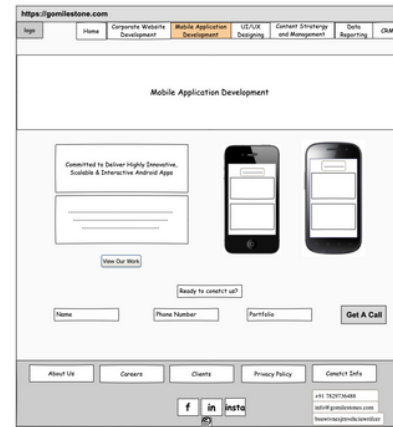 https://gomilestone.com
logo
Home
Corporate Website
Development
Mobile Application
Development
UI/UX
Designing
Content Stratergy
and Management
Data
Reporting
CRM
Mobile Application Development
Committed to Deliver Highly Innovative,
Scalable & Interactive Android Apps
View Our Work
Ready to conatct us?
Name
Phone Number
Portfolio
Get A Call
About Us
Careers
Clients
Privacy Policy
Conatct Info
f
in
insta
+91 7829736488
info@gomilestones.com